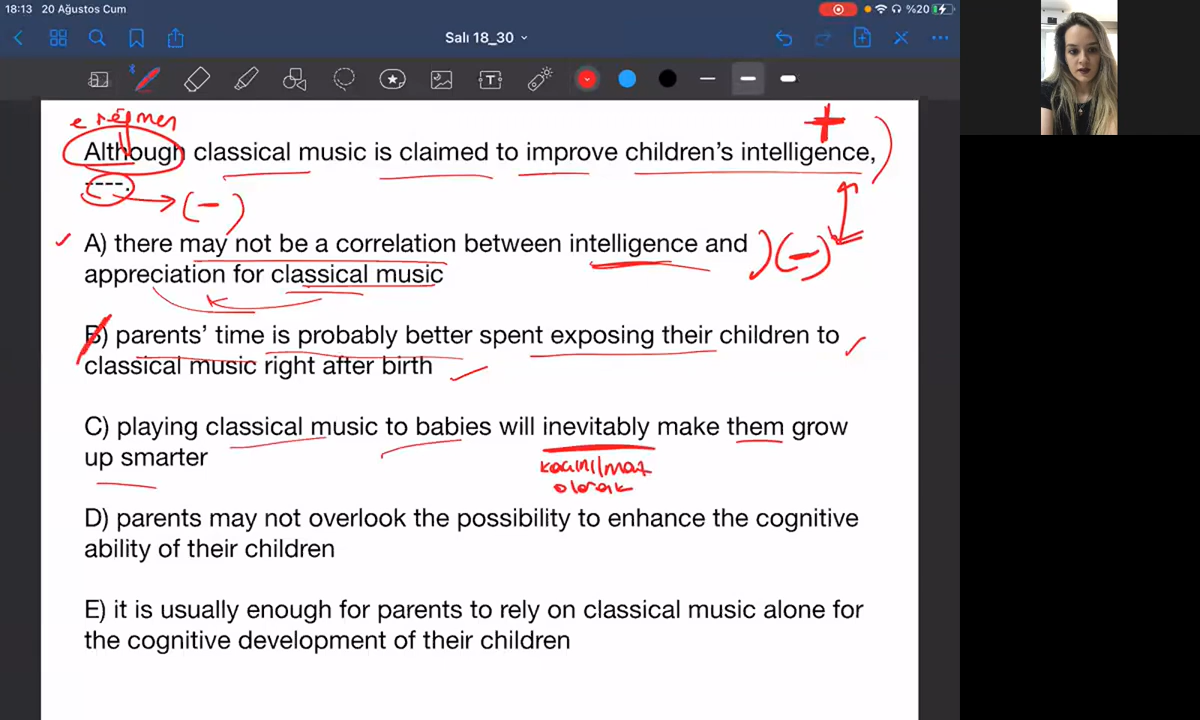 18:13 20 Ağustos Cum
%20
Salı 18_30
T
e rağmen
+
Although classical music is claimed to improve children's intelligence,
----.
(-)
A) there may not be a correlation between intelligence and
appreciation for classical music
(-)
B) parents' time is probably better spent exposing their children to
classical music right after birth
C) playing classical music to babies will inevitably make them grow
up smarter
kaçınılmaz
olarak
D) parents may not overlook the possibility to enhance the cognitive
ability of their children
E) it is usually enough for parents to rely on classical music alone for
the cognitive development of their children